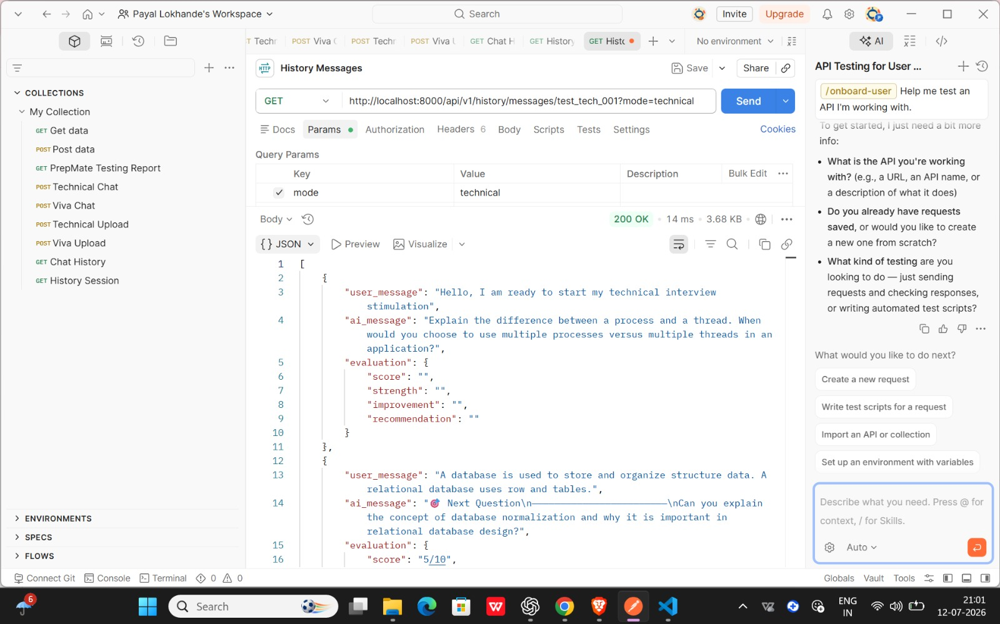 Payal Lokhande's Workspace
Search
Invite
Upgrade
POST Viva
POST Techr
POST Viva
GET Chat H
GET History
GET Histo
No environment
AI
HTTP
History Messages
Save
Share
API Testing for User ...
COLLECTIONS
My Collection
GET Get data
POST Post data
GET PrepMate Testing Report
POST Technical Chat
POST Viva Chat
POST Technical Upload
POST Viva Upload
GET Chat History
GET History Session
ENVIRONMENTS
SPECS
FLOWS
GET
http://localhost:8000/api/v1/history/messages/test_tech_001?mode=technical
Send
Docs
Params
Authorization
Headers 6
Body
Scripts
Tests
Settings
Cookies
Query Params
Key
Value
Description
Bulk Edit
mode
technical
Body
200 OK
14 ms
3.68 KB
{} JSON
Preview
Visualize
1 [
2 {
3 "user_message": "Hello, I am ready to start my technical interview
stimulation",
4 "ai_message": "Explain the difference between a process and a thread. When
would you choose to use multiple processes versus multiple threads in an
application?",
5 "evaluation": {
6 "score": "",
7 "strength": "",
8 "improvement": "",
9 "recommendation": ""
10 }
11 },
12 {
13 "user_message": "A database is used to store and organize structure data. A
relational database uses row and tables.",
14 "ai_message": "🎯 Next Question\n────────────────────────\nCan you explain
the concept of database normalization and why it is important in
relational database design?",
15 "evaluation": {
16 "score": "5/10",
/onboard-user Help me test an
API I'm working with.
To get started, I just need a bit more
info:
• What is the API you're working
with? (e.g., a URL, an API name, or
a description of what it does)
• Do you already have requests
saved, or would you like to create
a new one from scratch?
• What kind of testing are you
looking to do — just sending
requests and checking responses,
or writing automated test scripts?
What would you like to do next?
Create a new request
Write test scripts for a request
Import an API or collection
Set up an environment with variables
Describe what you need. Press @ for
context, / for Skills.
Auto
Connect Git
Console
Terminal
0
0
Globals
Vault
Tools
6
Search
ENG
IN
21:01
12-07-2026